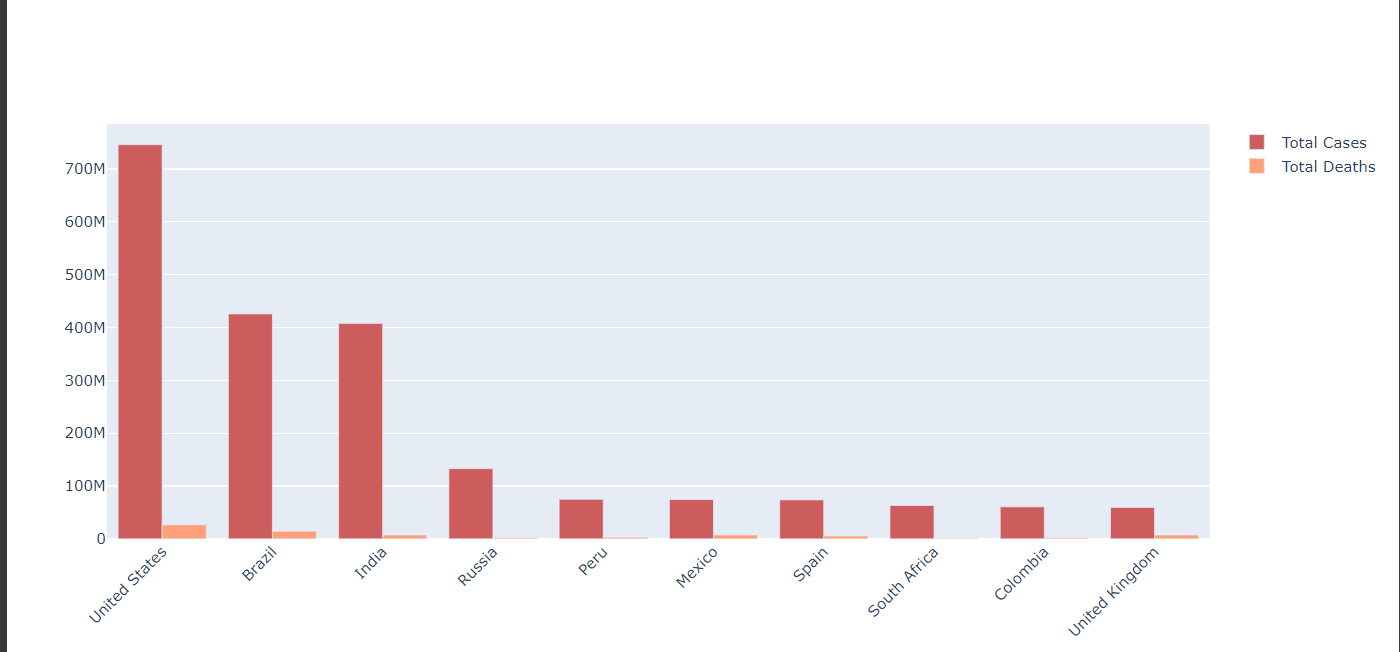 Total Cases
Total Deaths
700M
600M
500M
400M
300M
200M
100M
0
United States
Brazil
India
Russia
Peru
Mexico
Spain
South Africa
Colombia
United Kingdom